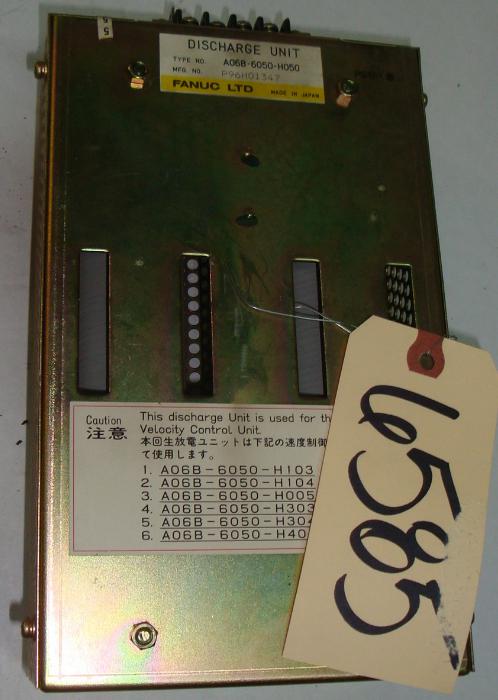 5
DISCHARGE UNIT
TYPE NO. A06B-6050-H050
MFG. NO. P96H01347
FANUC LTD MADE IN JAPAN
Caution
注意
This discharge Unit is used for th
Velocity Control Unit.
本回生放電ユニットは下記の速度制御
て使用します。
1. A06B-6050-H103
2. A06B-6050-H104
3. A06B-6050-H005
4. A06B-6050-H303
5. A06B-6050-H304
6. A06B-6050-H40
6585